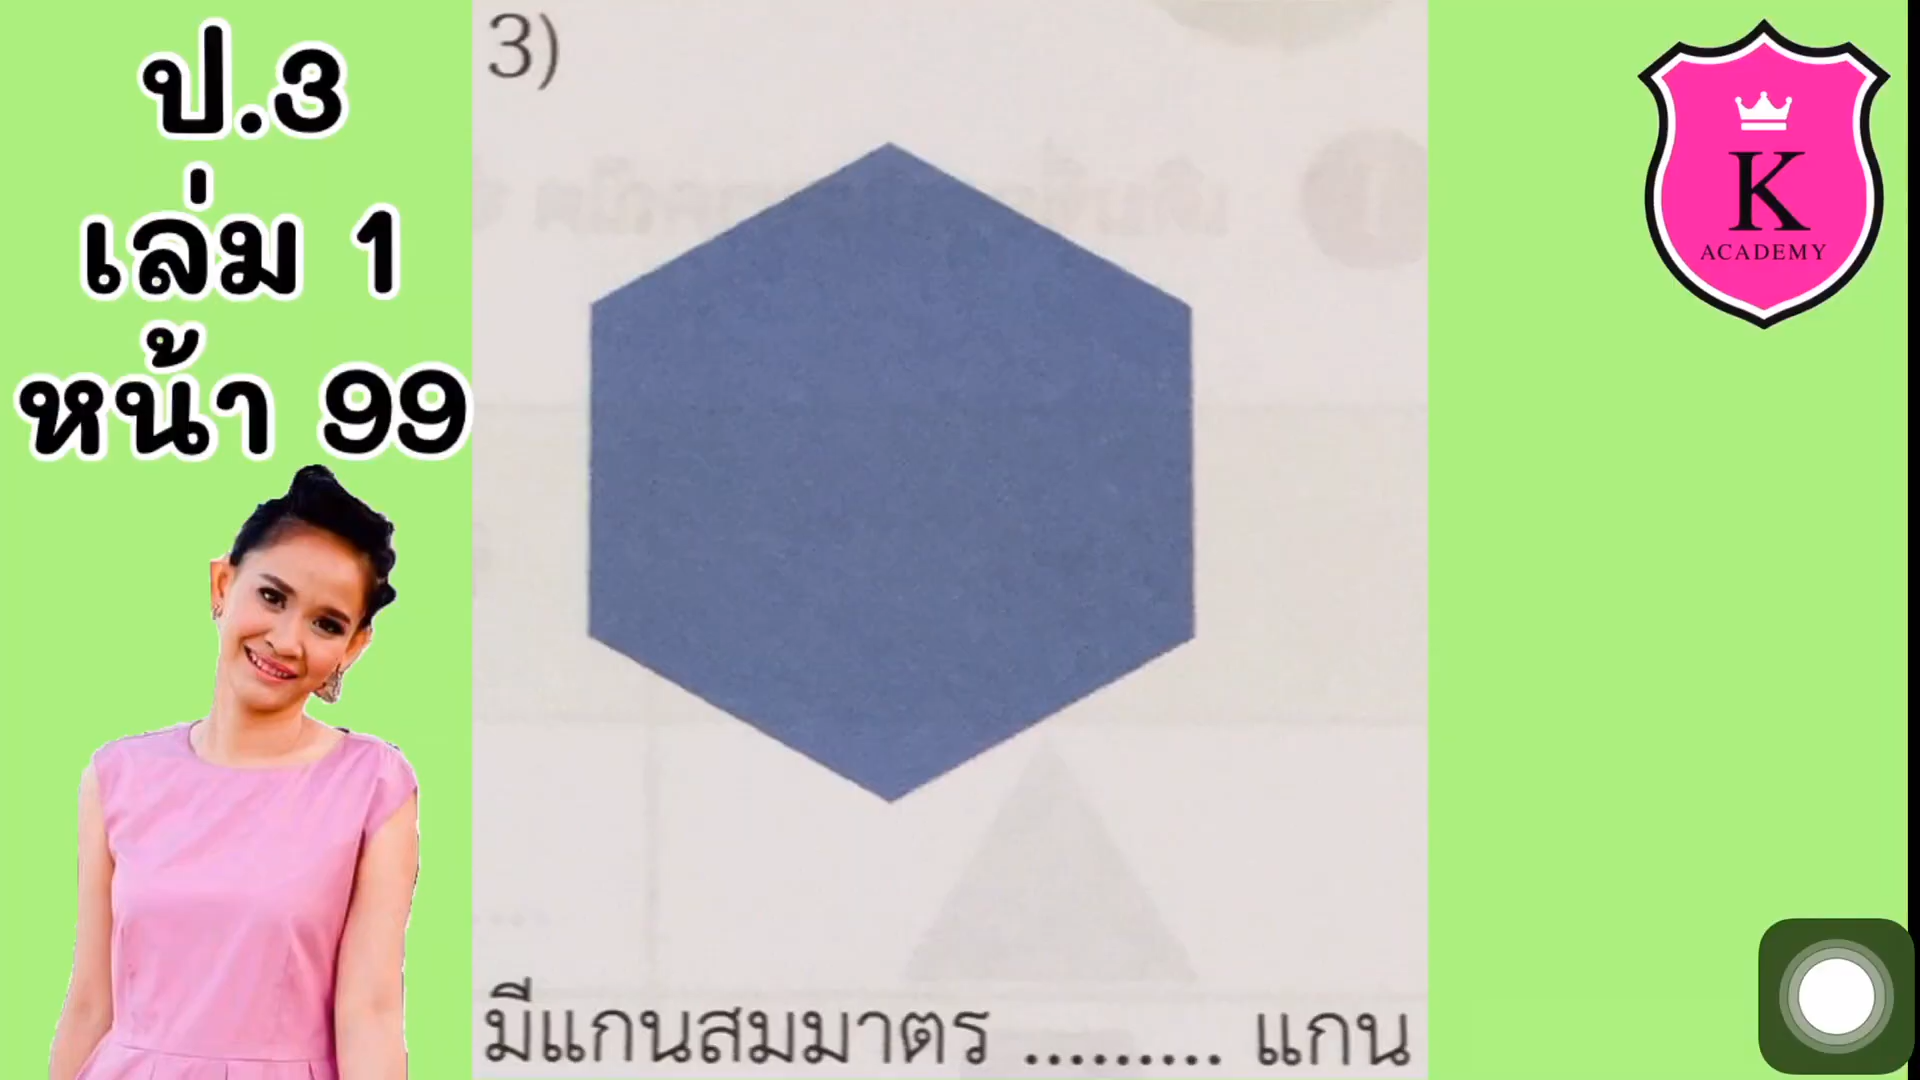 ป.3
เล่ม 1
หน้า 99
3)
มีแกนสมมาตร ......... แกน
K
ACADEMY